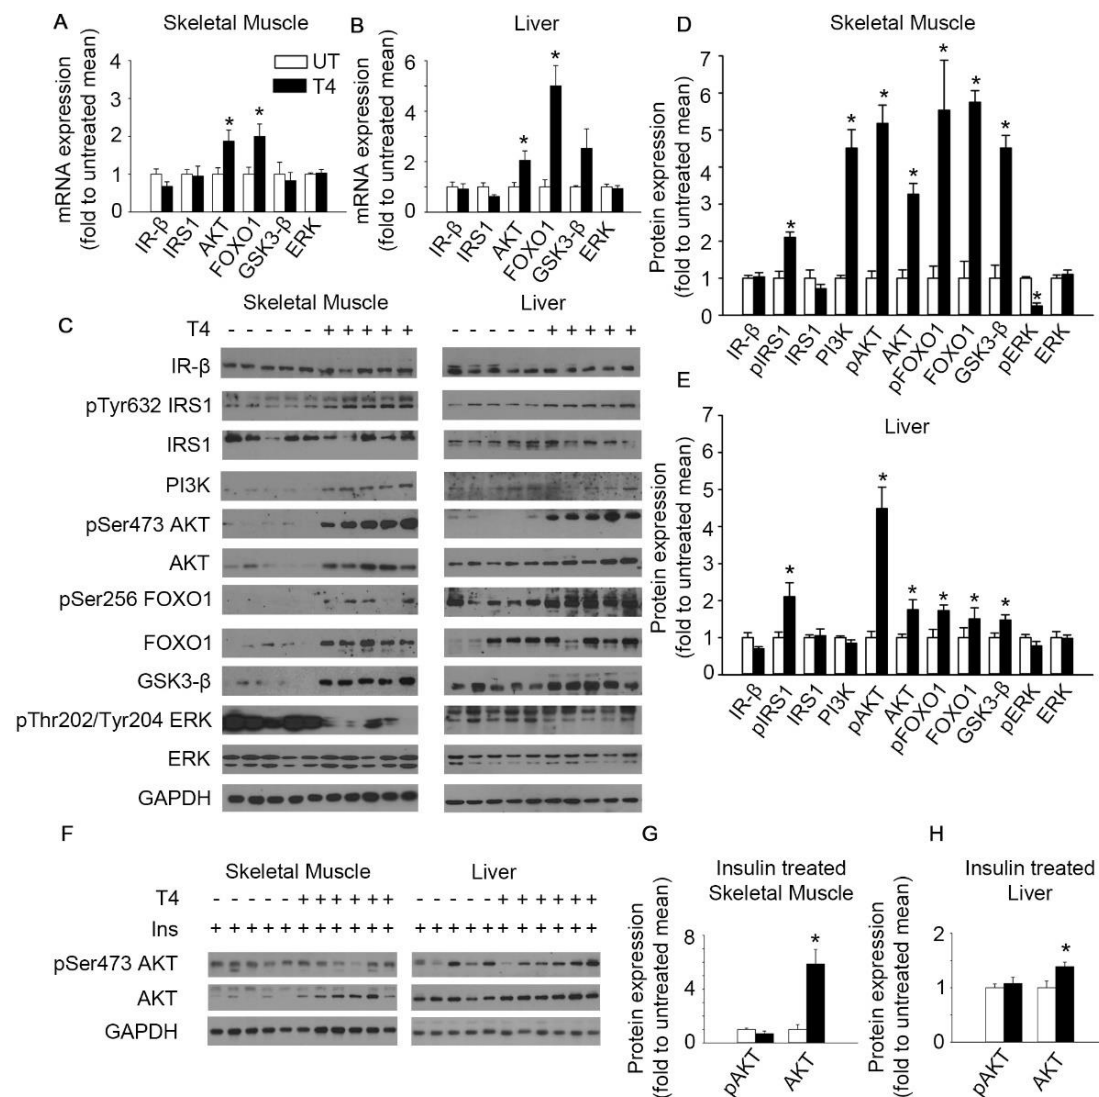 A
Skeletal Muscle
mRNA expression
(fold to untreated mean)
4
3
2
1
0
UT
T4
* *
IR-β IRS1 AKT FOXO1 GSK3-β ERK
B
Liver
mRNA expression
(fold to untreated mean)
6
4
2
0
* *
IR-β IRS1 AKT FOXO1 GSK3-β ERK
C
Skeletal Muscle Liver
T4 - - - - - + + + + + - - - - - + + + + +
IR-β
pTyr632 IRS1
IRS1
PI3K
pSer473 AKT
AKT
pSer256 FOXO1
FOXO1
GSK3-β
pThr202/Tyr204 ERK
ERK
GAPDH
D
Skeletal Muscle
Protein expression
(fold to untreated mean)
7
6
5
4
3
2
1
0
* * * * * * * *
IR-β pIRS1 IRS1 PI3K pAKT AKT pFOXO1 FOXO1 GSK3-β pERK ERK
E
Liver
Protein expression
(fold to untreated mean)
7
6
5
4
3
2
1
0
* * * * * *
IR-β pIRS1 IRS1 PI3K pAKT AKT pFOXO1 FOXO1 GSK3-β pERK ERK
F
Skeletal Muscle Liver
T4 - - - - - + + + + + + - - - - - + + + + + +
Ins + + + + + + + + + + + + + + + + + + + + + +
pSer473 AKT
AKT
GAPDH
G
Insulin treated
Skeletal Muscle
Protein expression
(fold to untreated mean)
8
4
0
*
pAKT AKT
H
Insulin treated
Liver
Protein expression
(fold to untreated mean)
2
1
0
*
pAKT AKT